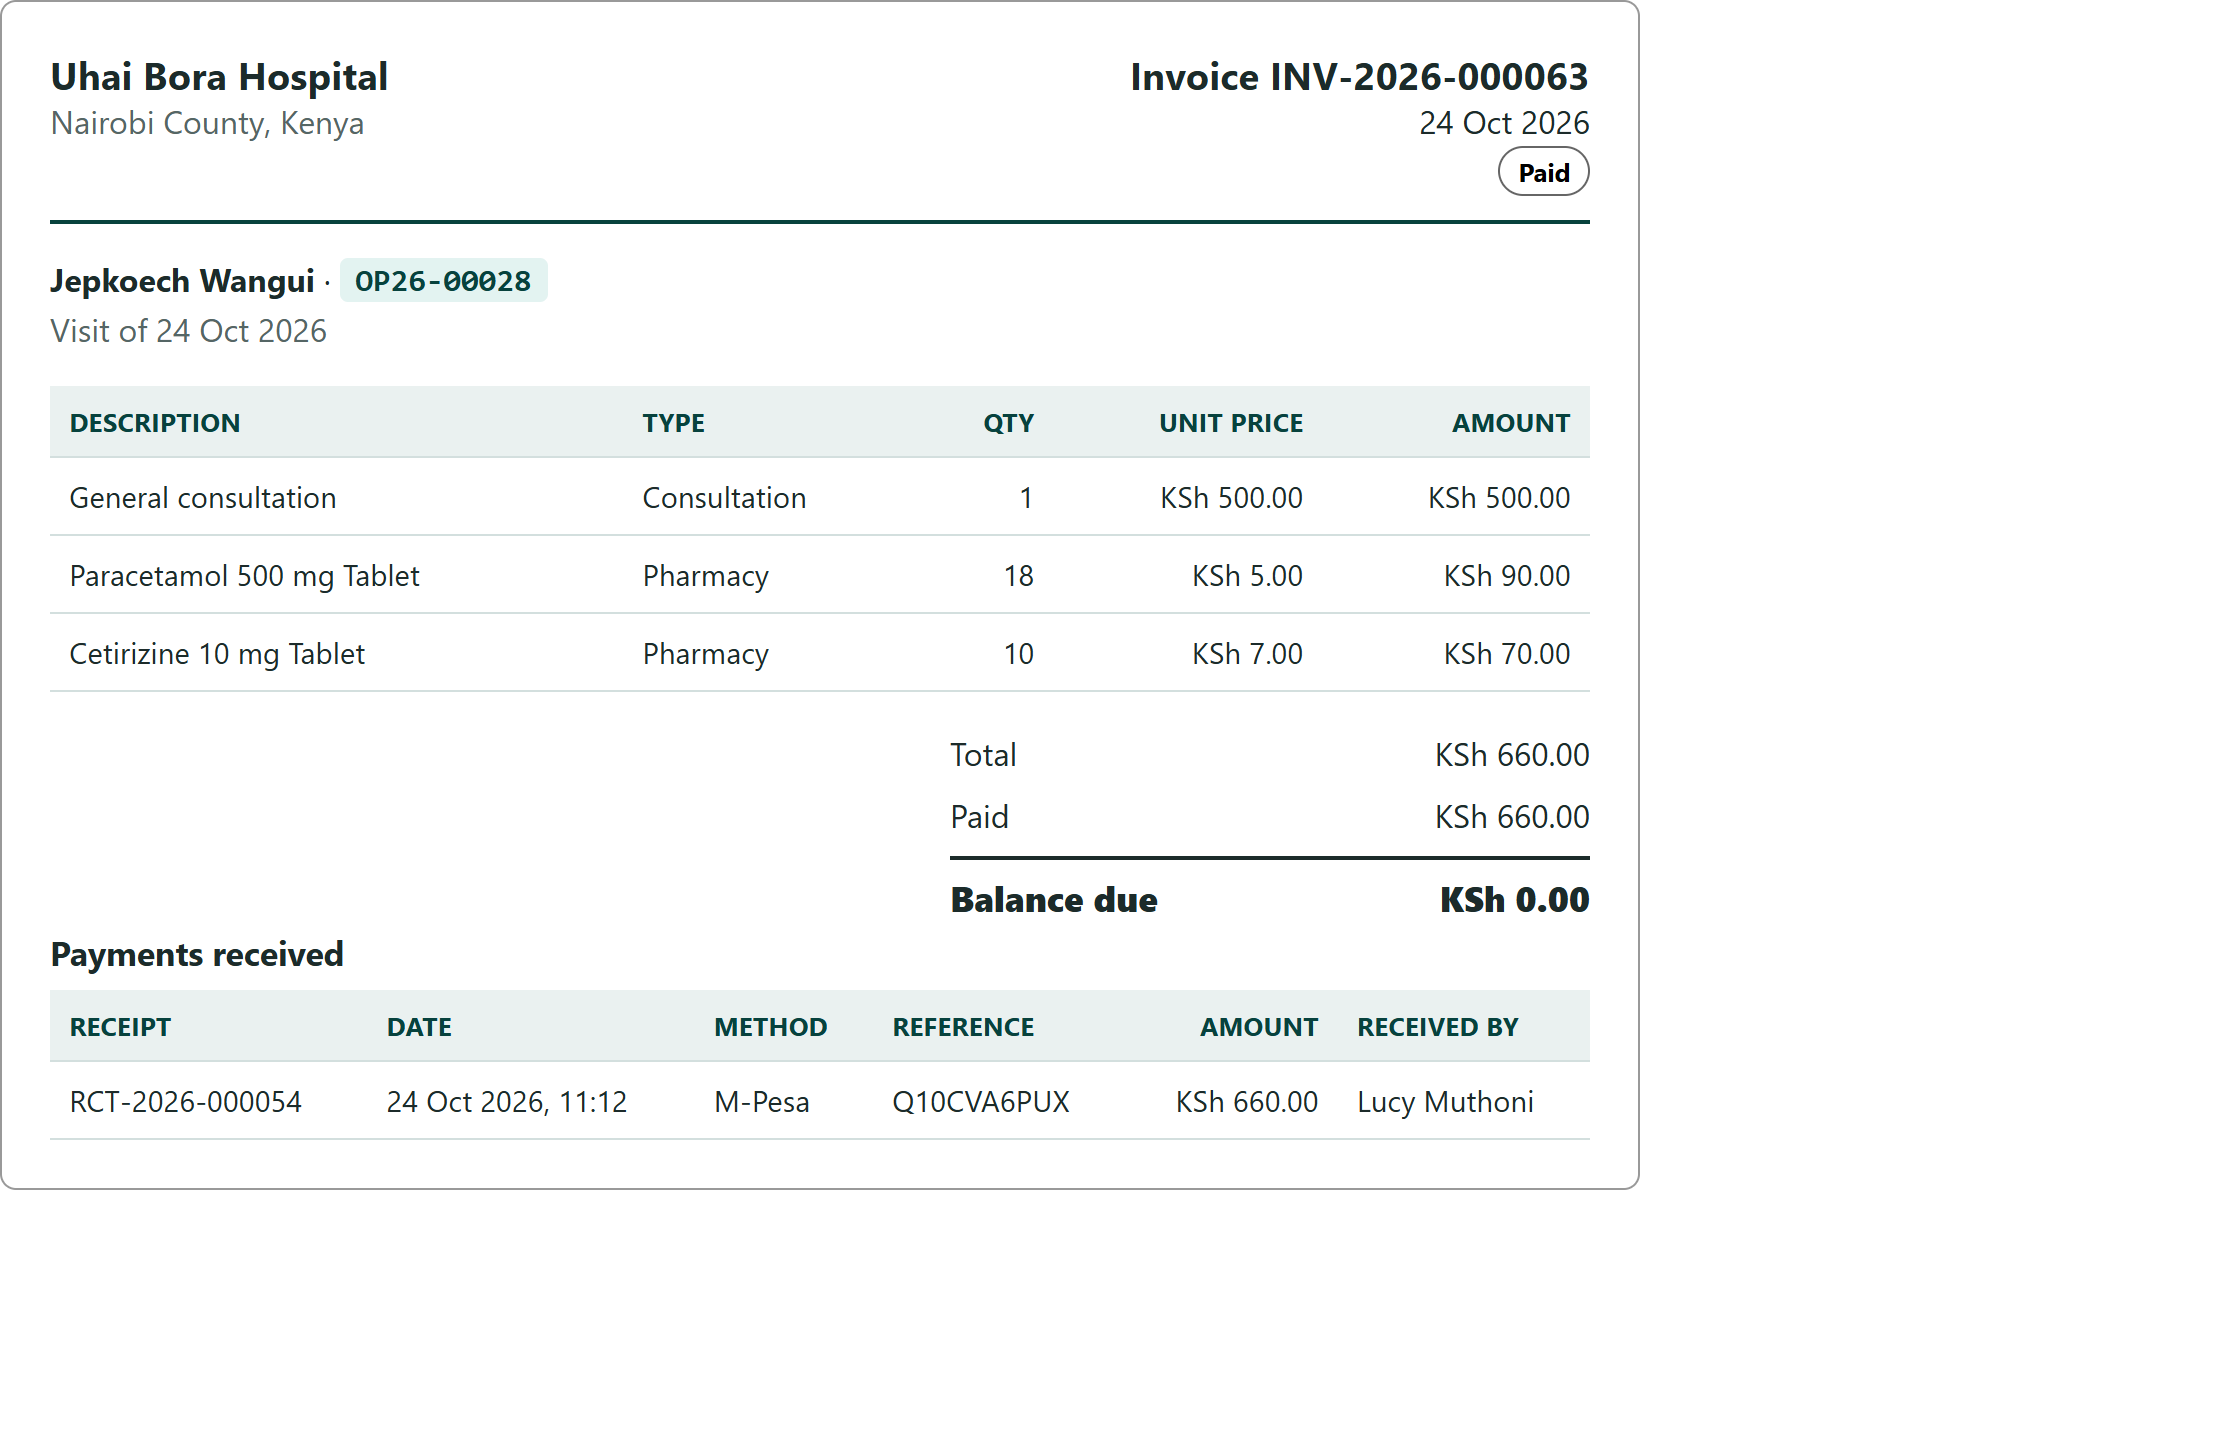 Uhai Bora Hospital
Nairobi County, Kenya
Invoice INV-2026-000063
24 Oct 2026
Paid
Jepkoech Wangui · OP26-00028
Visit of 24 Oct 2026
DESCRIPTION TYPE QTY UNIT PRICE AMOUNT
General consultation Consultation 1 KSh 500.00 KSh 500.00
Paracetamol 500 mg Tablet Pharmacy 18 KSh 5.00 KSh 90.00
Cetirizine 10 mg Tablet Pharmacy 10 KSh 7.00 KSh 70.00
Total KSh 660.00
Paid KSh 660.00
Balance due KSh 0.00
Payments received
RECEIPT DATE METHOD REFERENCE AMOUNT RECEIVED BY
RCT-2026-000054 24 Oct 2026, 11:12 M-Pesa Q10CVA6PUX KSh 660.00 Lucy Muthoni